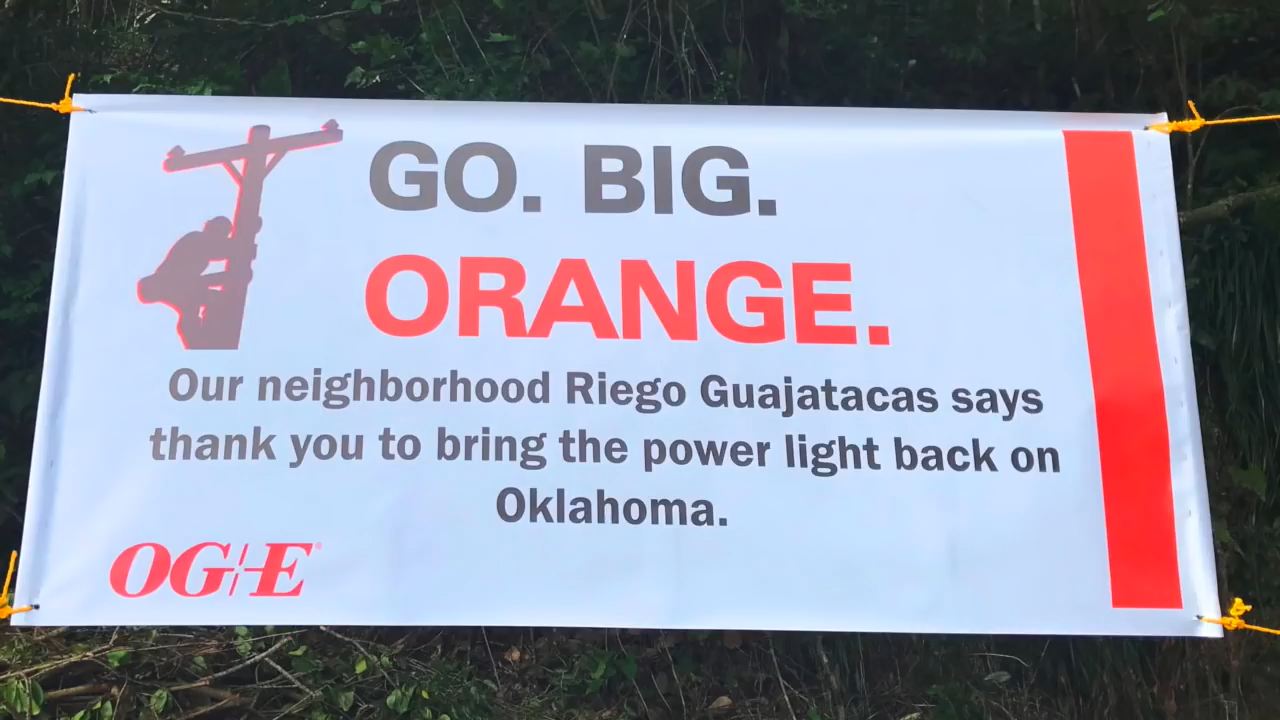 GO. BIG.
ORANGE.
Our neighborhood Riego Guajatacas says
thank you to bring the power light back on
Oklahoma.
OG+E®